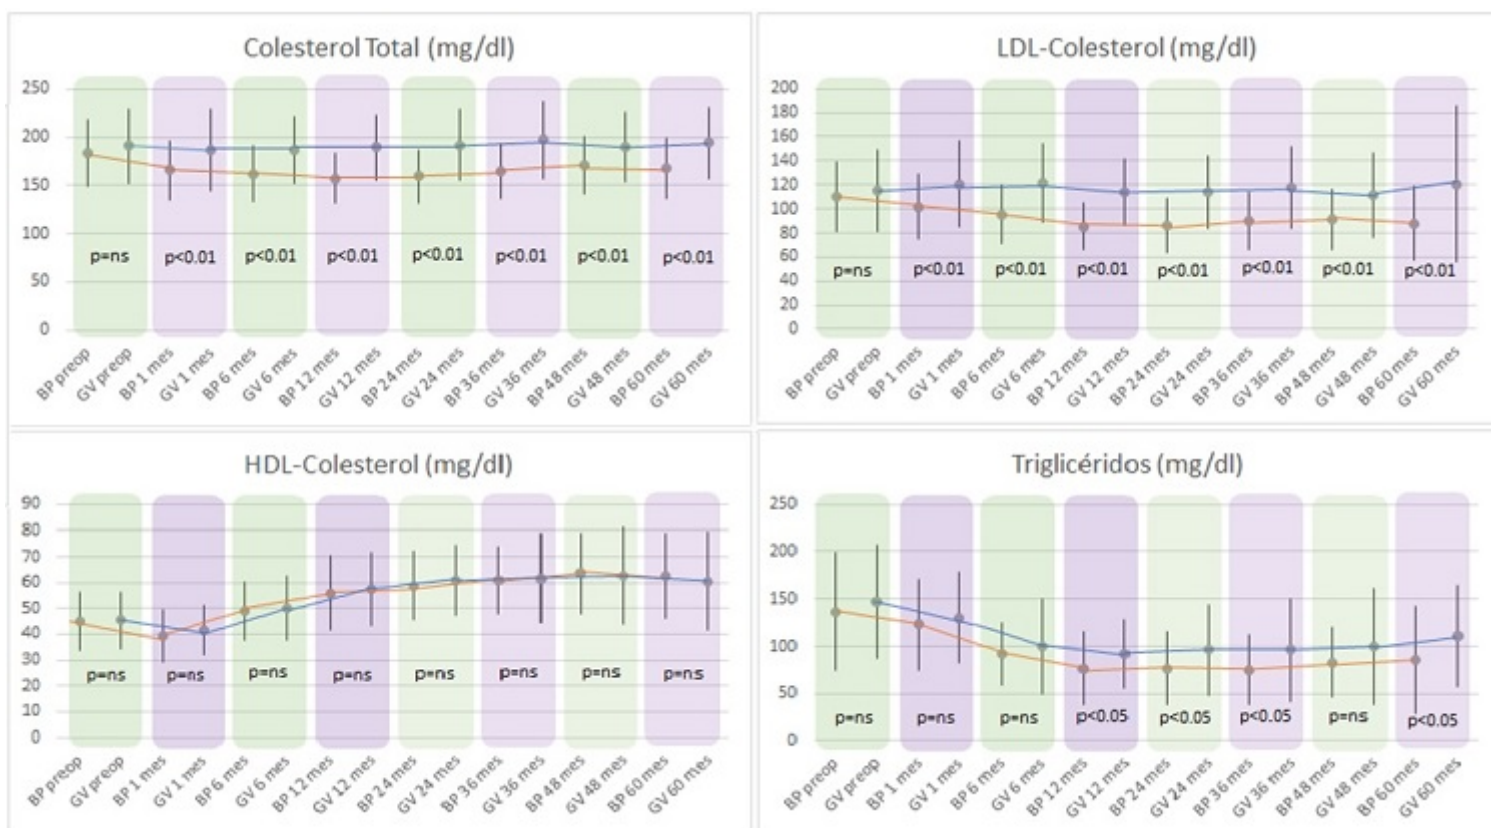 Colesterol Total (mg/dl)
250
200
150
100
50
0
p=ns p<0.01 p<0.01 p<0.01 p<0.01 p<0.01 p<0.01 p<0.01
BP preop GV preop BP 1 mes GV 1 mes BP 6 mes GV 6 mes BP 12 mes GV 12 mes BP 24 mes GV 24 mes BP 36 mes GV 36 mes BP 48 mes GV 48 mes BP 60 mes GV 60 mes
LDL-Colesterol (mg/dl)
200
180
160
140
120
100
80
60
40
20
0
p=ns p<0.01 p<0.01 p<0.01 p<0.01 p<0.01 p<0.01 p<0.01
BP preop GV preop BP 1 mes GV 1 mes BP 6 mes GV 6 mes BP 12 mes GV 12 mes BP 24 mes GV 24 mes BP 36 mes GV 36 mes BP 48 mes GV 48 mes BP 60 mes GV 60 mes
HDL-Colesterol (mg/dl)
90
80
70
60
50
40
30
20
10
0
p=ns p=ns p=ns p=ns p=ns p=ns p=ns p=ns
BP preop GV preop BP 1 mes GV 1 mes BP 6 mes GV 6 mes BP 12 mes GV 12 mes BP 24 mes GV 24 mes BP 36 mes GV 36 mes BP 48 mes GV 48 mes BP 60 mes GV 60 mes
Triglicéridos (mg/dl)
250
200
150
100
50
0
p=ns p=ns p=ns p<0.05 p<0.05 p<0.05 p=ns p<0.05
BP preop GV preop BP 1 mes GV 1 mes BP 6 mes GV 6 mes BP 12 mes GV 12 mes BP 24 mes GV 24 mes BP 36 mes GV 36 mes BP 48 mes GV 48 mes BP 60 mes GV 60 mes